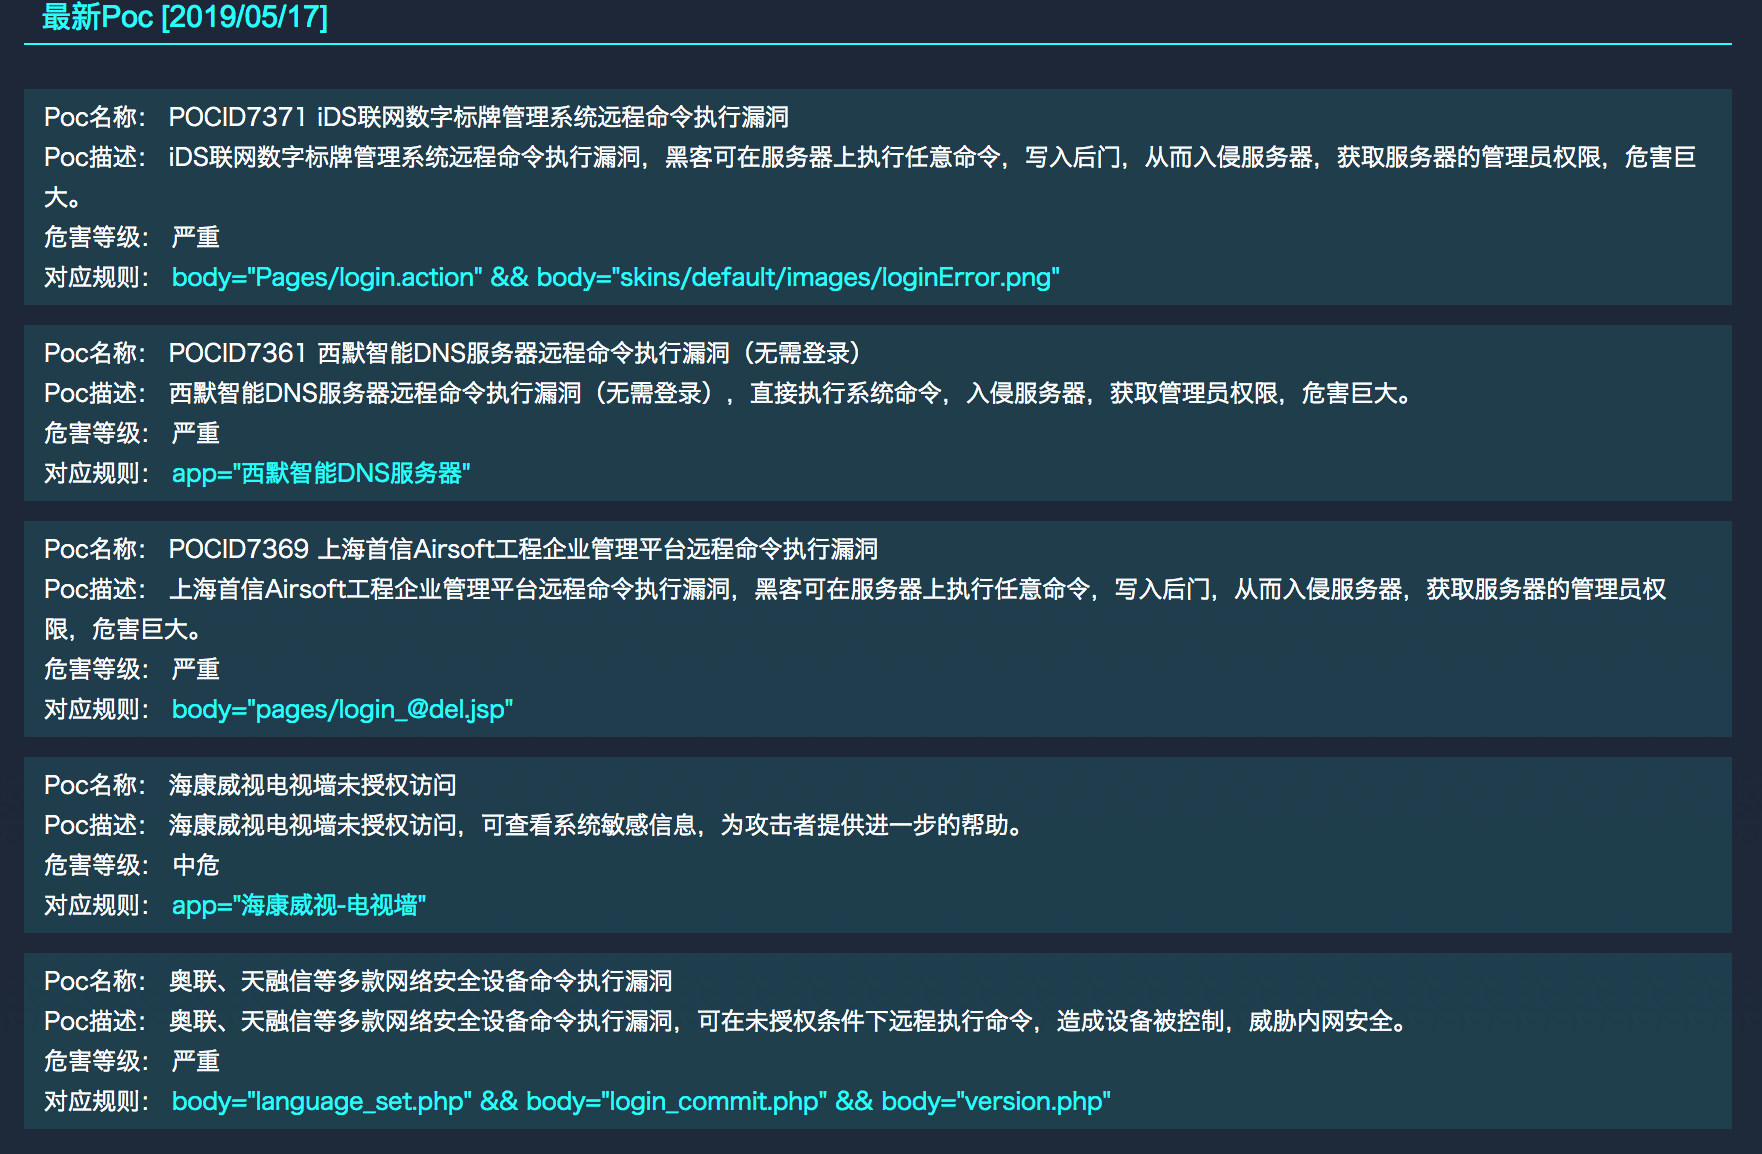 最新Poc [2019/05/17]
Poc名称： POCID7371 iDS联网数字标牌管理系统远程命令执行漏洞
Poc描述： iDS联网数字标牌管理系统远程命令执行漏洞，黑客可在服务器上执行任意命令，写入后门，从而入侵服务器，获取服务器的管理员权限，危害巨
大。
危害等级： 严重
对应规则： body="Pages/login.action" && body="skins/default/images/loginError.png"
Poc名称： POCID7361 西默智能DNS服务器远程命令执行漏洞（无需登录）
Poc描述： 西默智能DNS服务器远程命令执行漏洞（无需登录），直接执行系统命令，入侵服务器，获取管理员权限，危害巨大。
危害等级： 严重
对应规则： app="西默智能DNS服务器"
Poc名称： POCID7369 上海首信Airsoft工程企业管理平台远程命令执行漏洞
Poc描述： 上海首信Airsoft工程企业管理平台远程命令执行漏洞，黑客可在服务器上执行任意命令，写入后门，从而入侵服务器，获取服务器的管理员权
限，危害巨大。
危害等级： 严重
对应规则： body="pages/login_@del.jsp"
Poc名称： 海康威视电视墙未授权访问
Poc描述： 海康威视电视墙未授权访问，可查看系统敏感信息，为攻击者提供进一步的帮助。
危害等级： 中危
对应规则： app="海康威视-电视墙"
Poc名称： 奥联、天融信等多款网络安全设备命令执行漏洞
Poc描述： 奥联、天融信等多款网络安全设备命令执行漏洞，可在未授权条件下远程执行命令，造成设备被控制，威胁内网安全。
危害等级： 严重
对应规则： body="language_set.php" && body="login_commit.php" && body="version.php"